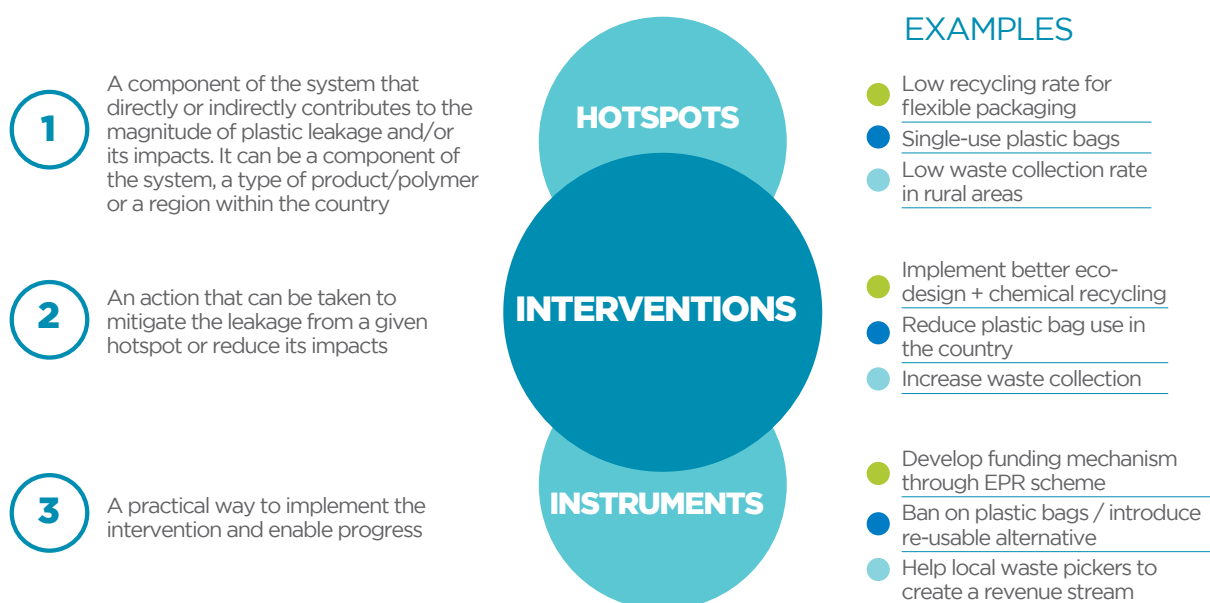 EXAMPLES
1
A component of the system that
directly or indirectly contributes to the
magnitude of plastic leakage and/or
its impacts. It can be a component of
the system, a type of product/polymer
or a region within the country
HOTSPOTS
Low recycling rate for
flexible packaging
Single-use plastic bags
Low waste collection rate
in rural areas
2
An action that can be taken to
mitigate the leakage from a given
hotspot or reduce its impacts
INTERVENTIONS
Implement better eco-
design + chemical recycling
Reduce plastic bag use in
the country
Increase waste collection
3
A practical way to implement the
intervention and enable progress
INSTRUMENTS
Develop funding mechanism
through EPR scheme
Ban on plastic bags / introduce
re-usable alternative
Help local waste pickers to
create a revenue stream